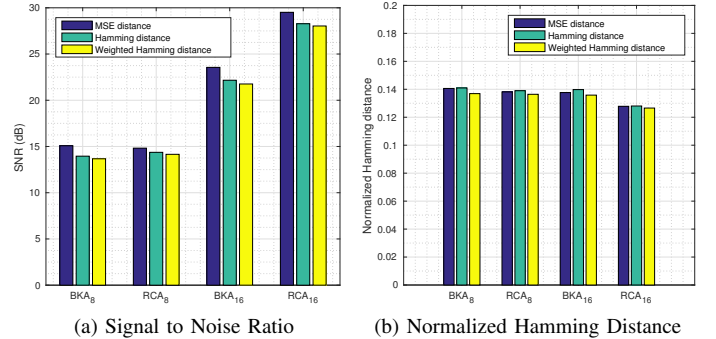 30
25
20
15
10
5
0
SNR (dB)
MSE distance
Hamming distance
Weighted Hamming distance
BKA8 RCA8 BKA16 RCA16
(a) Signal to Noise Ratio
0.2
0.18
0.16
0.14
0.12
0.1
0.08
0.06
0.04
0.02
0
Normalized Hamming distance
MSE distance
Hamming distance
Weighted Hamming distance
BKA8 RCA8 BKA16 RCA16
(b) Normalized Hamming Distance